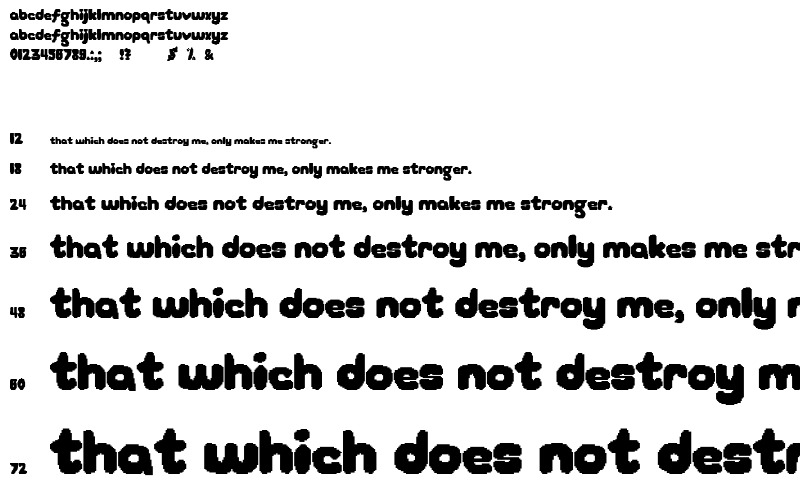 abcdefghijklmnopqrstuvwxyz
abcdefghijklmnopqrstuvwxyz
0123456789.:,; !? $ % &
12 that which does not destroy me, only makes me stronger.
18 that which does not destroy me, only makes me stronger.
24 that which does not destroy me, only makes me stronger.
36 that which does not destroy me, only makes me str
48 that which does not destroy me, only
60 that which does not destroy m
72 that which does not destr